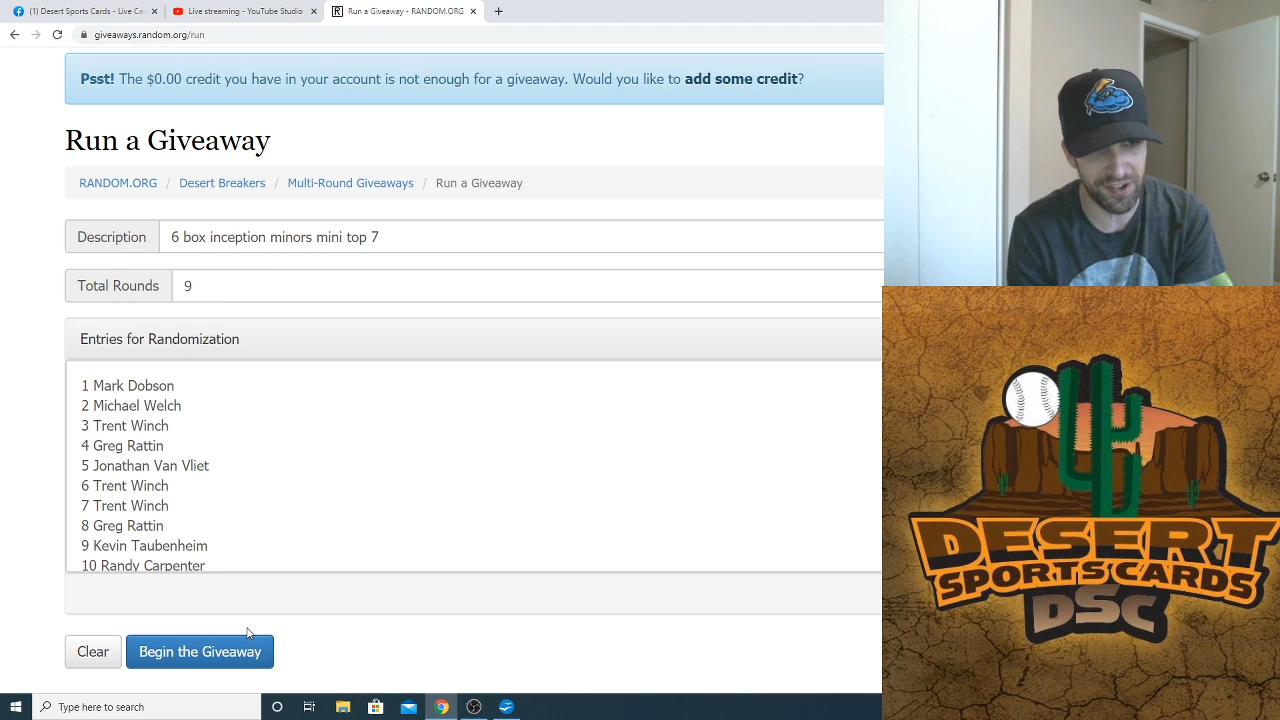 (1) Desert Sports Cards - Live Ca
Live streaming - YouTube Studio
Run a Giveaway - RANDOM.ORG
giveaways.random.org/run
Psst! The $0.00 credit you have in your account is not enough for a giveaway. Would you like to add some credit?
Run a Giveaway
RANDOM.ORG / Desert Breakers / Multi-Round Giveaways / Run a Giveaway
Description 6 box inception minors mini top 7
Total Rounds 9
Entries for Randomization
1 Mark Dobson
2 Michael Welch
3 Trent Winch
4 Greg Rattin
5 Jonathan Van Vliet
6 Trent Winch
7 Trent Winch
8 Greg Rattin
9 Kevin Taubenheim
10 Randy Carpenter
Clear
Begin the Giveaway
Type here to search
DESERT
SPORTS CARDS
DSC